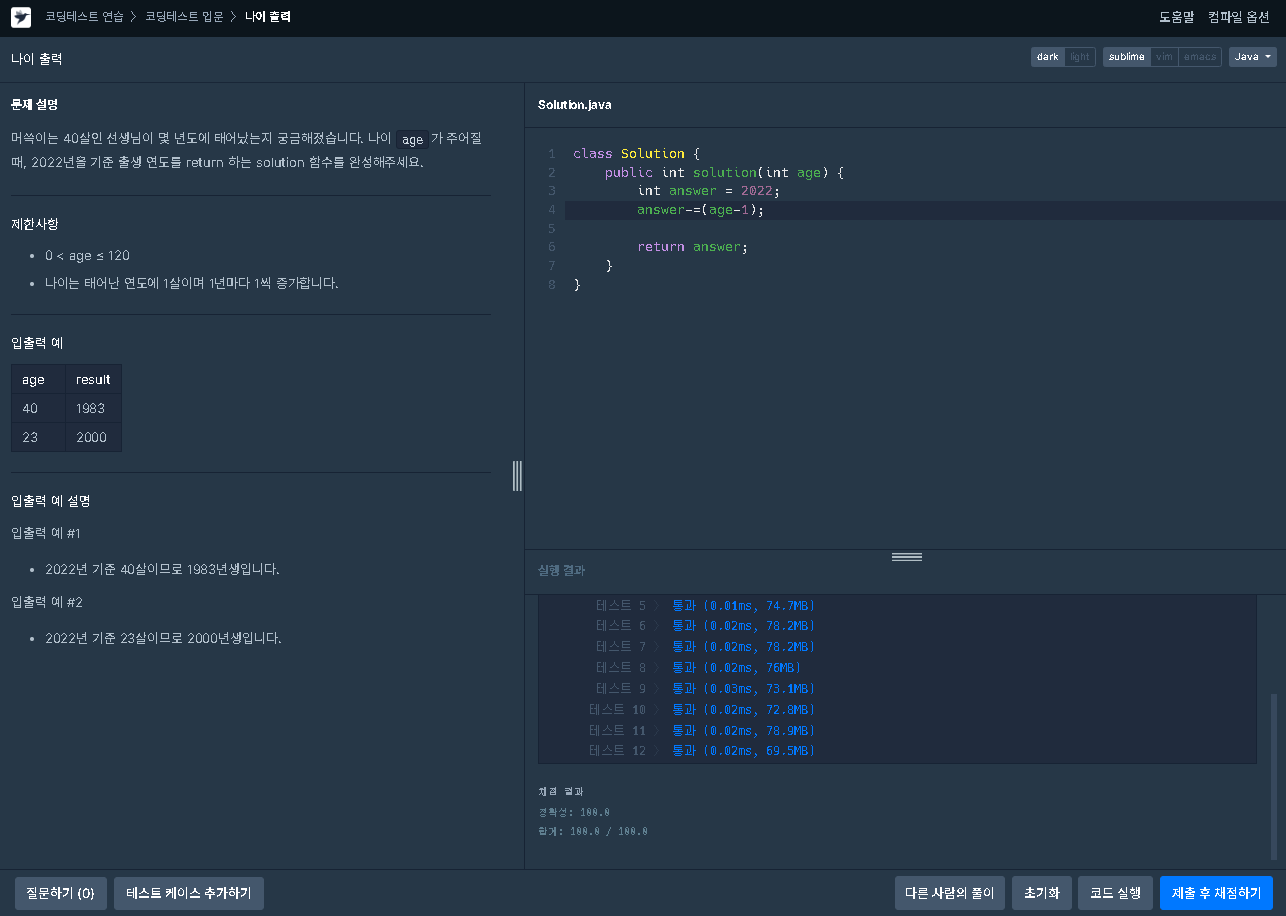 코딩테스트 연습 > 코딩테스트 입문 > 나이 출력
도움말 컴파일 옵션
나이 출력
dark light sublime vim emacs Java
문제 설명
머쓱이는 40살인 선생님이 몇 년도에 태어났는지 궁금해졌습니다. 나이 age 가 주어질
때, 2022년을 기준 출생 연도를 return 하는 solution 함수를 완성해주세요.
제한사항
• 0 < age ≤ 120
• 나이는 태어난 연도에 1살이며 1년마다 1씩 증가합니다.
입출력 예
age result
40 1983
23 2000
입출력 예 설명
입출력 예 #1
• 2022년 기준 40살이므로 1983년생입니다.
입출력 예 #2
• 2022년 기준 23살이므로 2000년생입니다.
Solution.java
1 class Solution {
2 public int solution(int age) {
3 int answer = 2022;
4 answer-=(age-1);
5
6 return answer;
7 }
8 }
실행 결과
테스트 5 > 통과 (0.01ms, 74.7MB)
테스트 6 > 통과 (0.02ms, 78.2MB)
테스트 7 > 통과 (0.02ms, 78.2MB)
테스트 8 > 통과 (0.02ms, 76MB)
테스트 9 > 통과 (0.03ms, 73.1MB)
테스트 10 > 통과 (0.02ms, 72.8MB)
테스트 11 > 통과 (0.02ms, 78.9MB)
테스트 12 > 통과 (0.02ms, 69.5MB)
채점 결과
정확성: 100.0
합계: 100.0 / 100.0
질문하기 (0) 테스트 케이스 추가하기 다른 사람의 풀이 초기화 코드 실행 제출 후 채점하기